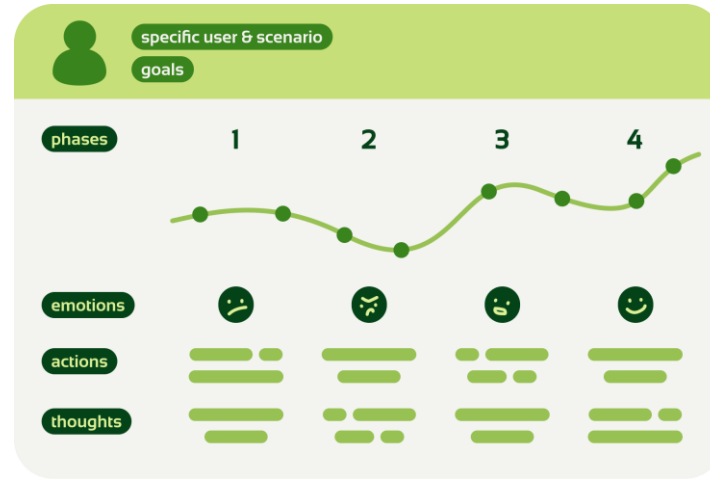 specific user & scenario
goals
phases 1 2 3 4
emotions
actions
thoughts